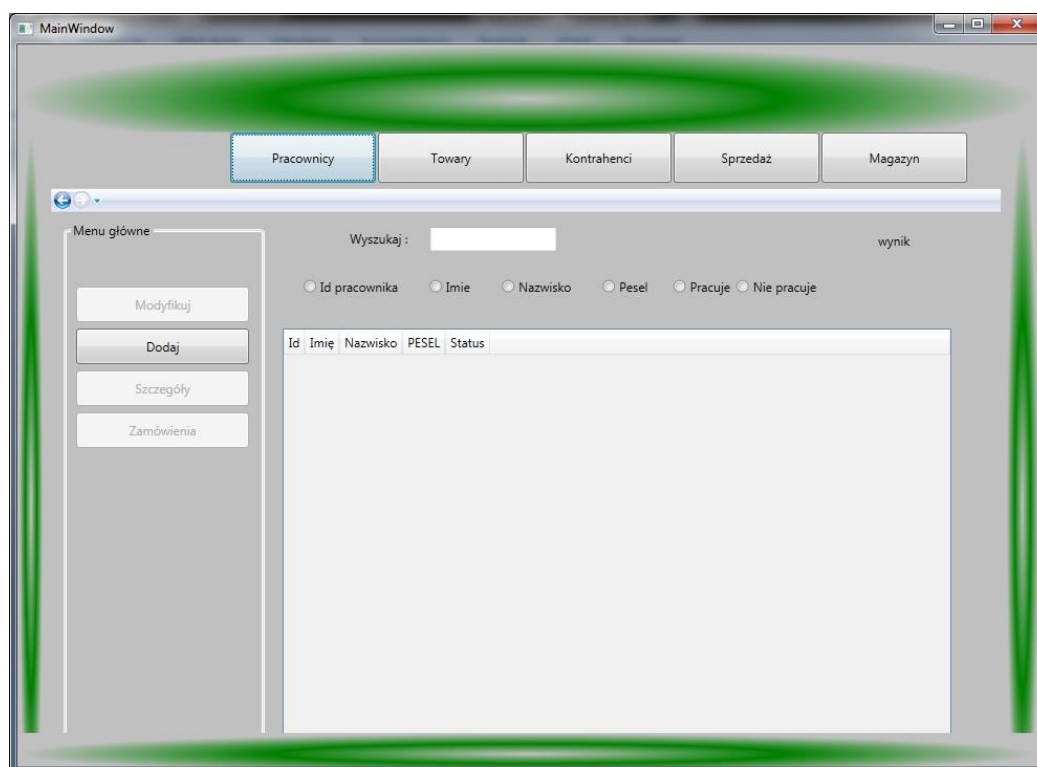 MainWindow
Pracownicy Towary Kontrahenci Sprzedaż Magazyn
Menu główne
Wyszukaj : wynik
Id pracownika Imie Nazwisko Pesel Pracuje Nie pracuje
Modyfikuj
Dodaj
Szczegóły
Zamówienia
Id Imię Nazwisko PESEL Status